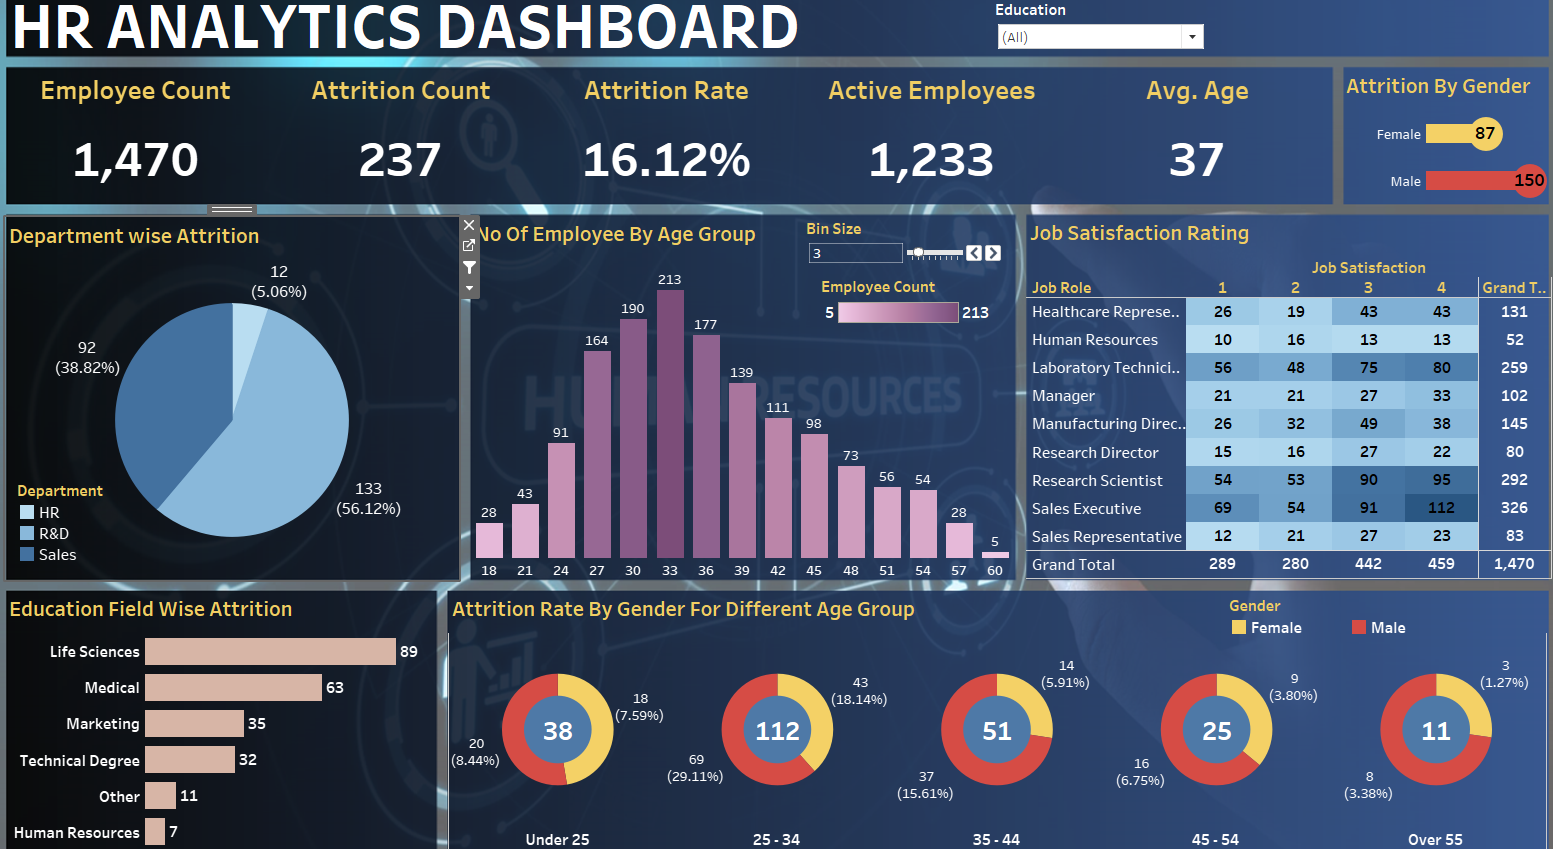 HR ANALYTICS DASHBOARD
Education
(All)
Employee Count
Attrition Count
Attrition Rate
Active Employees
Avg. Age
1,470
237
16.12%
1,233
37
Attrition By Gender
Female 87
Male 150
Department wise Attrition
12
(5.06%)
92
(38.82%)
133
(56.12%)
Department
HR
R&D
Sales
No Of Employee By Age Group
Bin Size
3
Employee Count
5 213
28 43 91 164 190 213 177 139 111 98 73 56 54 28 5
18 21 24 27 30 33 36 39 42 45 48 51 54 57 60
HUMAN RESOURCES
Job Satisfaction Rating
Job Satisfaction
Job Role 1 2 3 4 Grand T..
Healthcare Represe.. 26 19 43 43 131
Human Resources 10 16 13 13 52
Laboratory Technici.. 56 48 75 80 259
Manager 21 21 27 33 102
Manufacturing Direc.. 26 32 49 38 145
Research Director 15 16 27 22 80
Research Scientist 54 53 90 95 292
Sales Executive 69 54 91 112 326
Sales Representative 12 21 27 23 83
Grand Total 289 280 442 459 1,470
Education Field Wise Attrition
Life Sciences 89
Medical 63
Marketing 35
Technical Degree 32
Other 11
Human Resources 7
Attrition Rate By Gender For Different Age Group
Gender
Female
Male
18
(7.59%)
38
20
(8.44%)
Under 25
43
(18.14%)
112
69
(29.11%)
25 - 34
14
(5.91%)
51
37
(15.61%)
35 - 44
9
(3.80%)
25
16
(6.75%)
45 - 54
3
(1.27%)
11
8
(3.38%)
Over 55